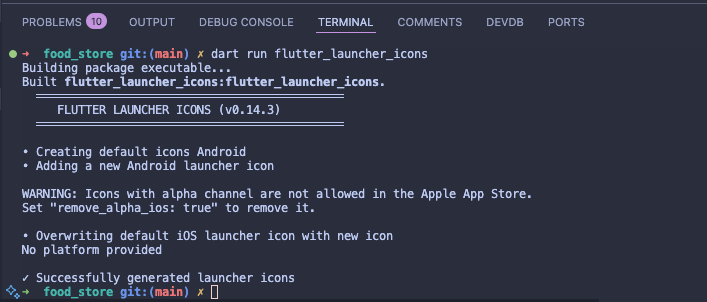 PROBLEMS 10 OUTPUT DEBUG CONSOLE TERMINAL COMMENTS DEVDB PORTS
➜ food_store git:(main) ✗ dart run flutter_launcher_icons
Building package executable...
Built flutter_launcher_icons:flutter_launcher_icons.
════════════════════════════════════════════
FLUTTER LAUNCHER ICONS (v0.14.3)
════════════════════════════════════════════
• Creating default icons Android
• Adding a new Android launcher icon
WARNING: Icons with alpha channel are not allowed in the Apple App Store.
Set "remove_alpha_ios: true" to remove it.
• Overwriting default iOS launcher icon with new icon
No platform provided
✓ Successfully generated launcher icons
➜ food_store git:(main) ✗